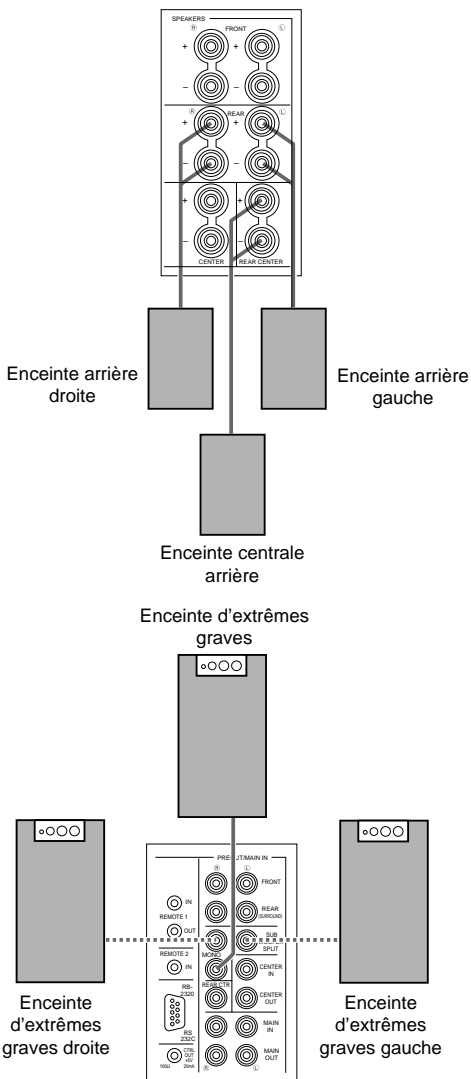 SPEAKERS
Ⓡ FRONT Ⓛ
+ +
– –
Ⓡ REAR Ⓛ
+ +
– –
+ +
– –
CENTER REAR CENTER
Enceinte arrière
droite
Enceinte arrière
gauche
Enceinte centrale
arrière
Enceinte d'extrêmes
graves
Ⓡ Ⓛ
FRONT
IN
REMOTE 1
REAR
(SURROUND)
OUT
SUB
SPLIT
REMOTE 2
MONO
IN
CENTER
IN
REAR CTR
RB-
2320
CENTER
OUT
RS
232C
MAIN
IN
CTRL
OUT
+5V
100Ω 20mA
MAIN
OUT
Ⓡ Ⓛ
Enceinte
d'extrêmes
graves droite
Enceinte
d'extrêmes
graves gauche